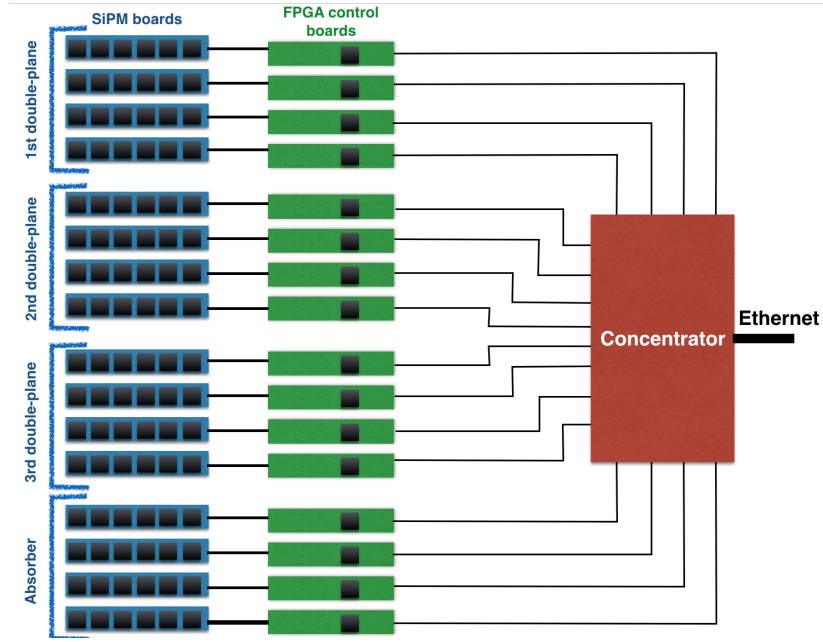 SiPM boards
FPGA control
boards
1st double-plane
2nd double-plane
3rd double-plane
Absorber
Concentrator
Ethernet